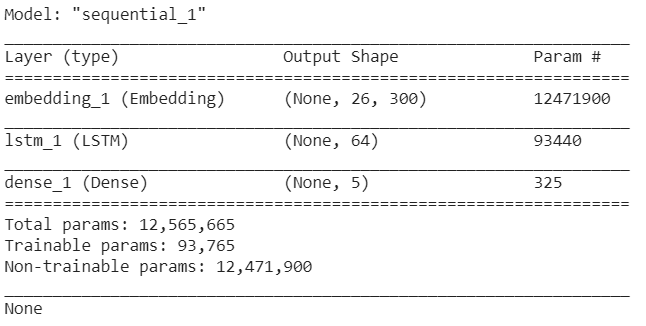 Model: "sequential_1"
Layer (type) Output Shape Param #
embedding_1 (Embedding) (None, 26, 300) 12471900
lstm_1 (LSTM) (None, 64) 93440
dense_1 (Dense) (None, 5) 325
Total params: 12,565,665
Trainable params: 93,765
Non-trainable params: 12,471,900
None